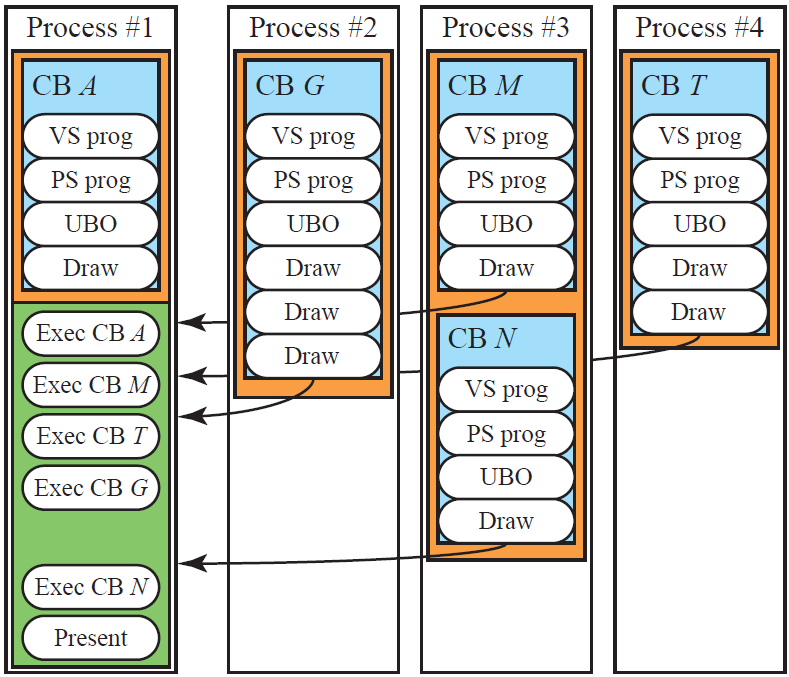 Process #1
CB A
VS prog
PS prog
UBO
Draw
Exec CB A
Exec CB M
Exec CB T
Exec CB G
Exec CB N
Present
Process #2
CB G
VS prog
PS prog
UBO
Draw
Draw
Draw
Process #3
CB M
VS prog
PS prog
UBO
Draw
CB N
VS prog
PS prog
UBO
Draw
Process #4
CB T
VS prog
PS prog
UBO
Draw
Draw